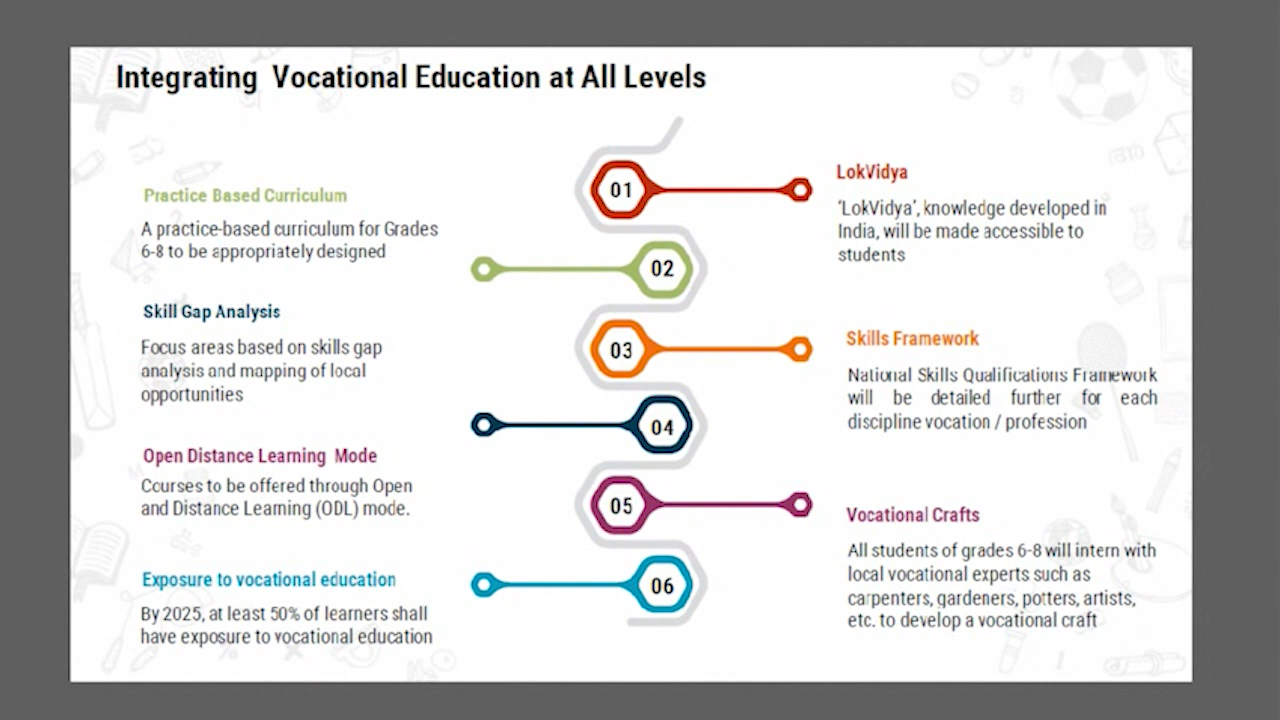 Integrating Vocational Education at All Levels
Practice Based Curriculum
A practice-based curriculum for Grades
6-8 to be appropriately designed
Skill Gap Analysis
Focus areas based on skills gap
analysis and mapping of local
opportunities
Open Distance Learning Mode
Courses to be offered through Open
and Distance Learning (ODL) mode.
Exposure to vocational education
By 2025, at least 50% of learners shall
have exposure to vocational education
01
02
03
04
05
06
LokVidya
‘LokVidya’, knowledge developed in
India, will be made accessible to
students
Skills Framework
National Skills Qualifications Framework
will be detailed further for each
discipline vocation / profession
Vocational Crafts
All students of grades 6-8 will intern with
local vocational experts such as
carpenters, gardeners, potters, artists,
etc. to develop a vocational craft